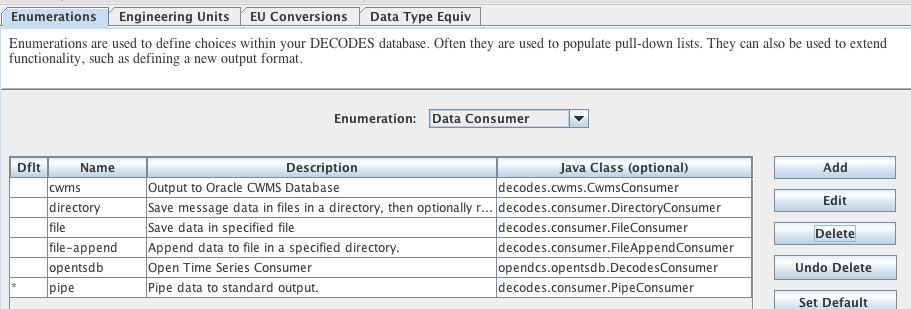 Enumerations Engineering Units EU Conversions Data Type Equiv
Enumerations are used to define choices within your DECODES database. Often they are used to populate pull-down lists. They can also be used to extend
functionality, such as defining a new output format.
Enumeration: Data Consumer
Dflt Name Description Java Class (optional)
cwms Output to Oracle CWMS Database decodes.cwms.CwmsConsumer
directory Save message data in files in a directory, then optionally r... decodes.consumer.DirectoryConsumer
file Save data in specified file decodes.consumer.FileConsumer
file-append Append data to file in a specified directory. decodes.consumer.FileAppendConsumer
opentsdb Open Time Series Consumer opendcs.opentsdb.DecodesConsumer
* pipe Pipe data to standard output. decodes.consumer.PipeConsumer
Add
Edit
Delete
Undo Delete
Set Default